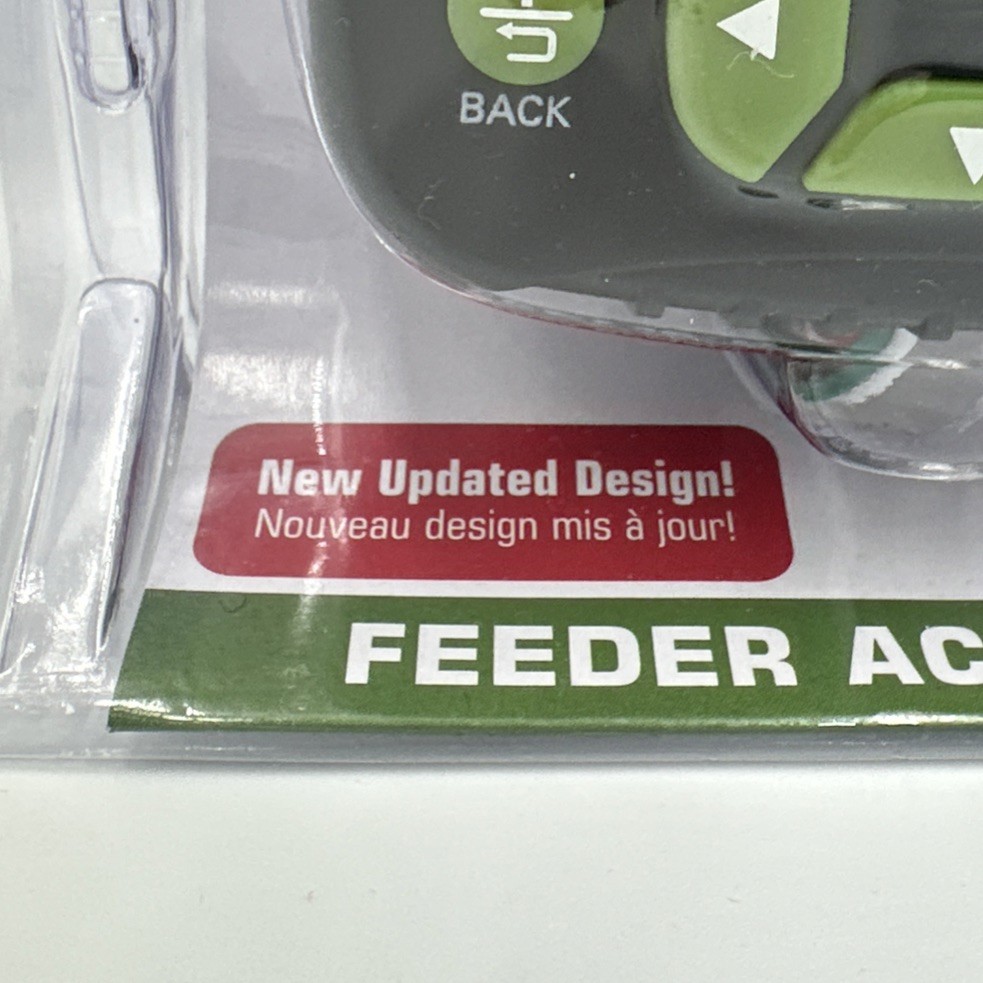 BACK
New Updated Design!
Nouveau design mis à jour!
FEEDER AC